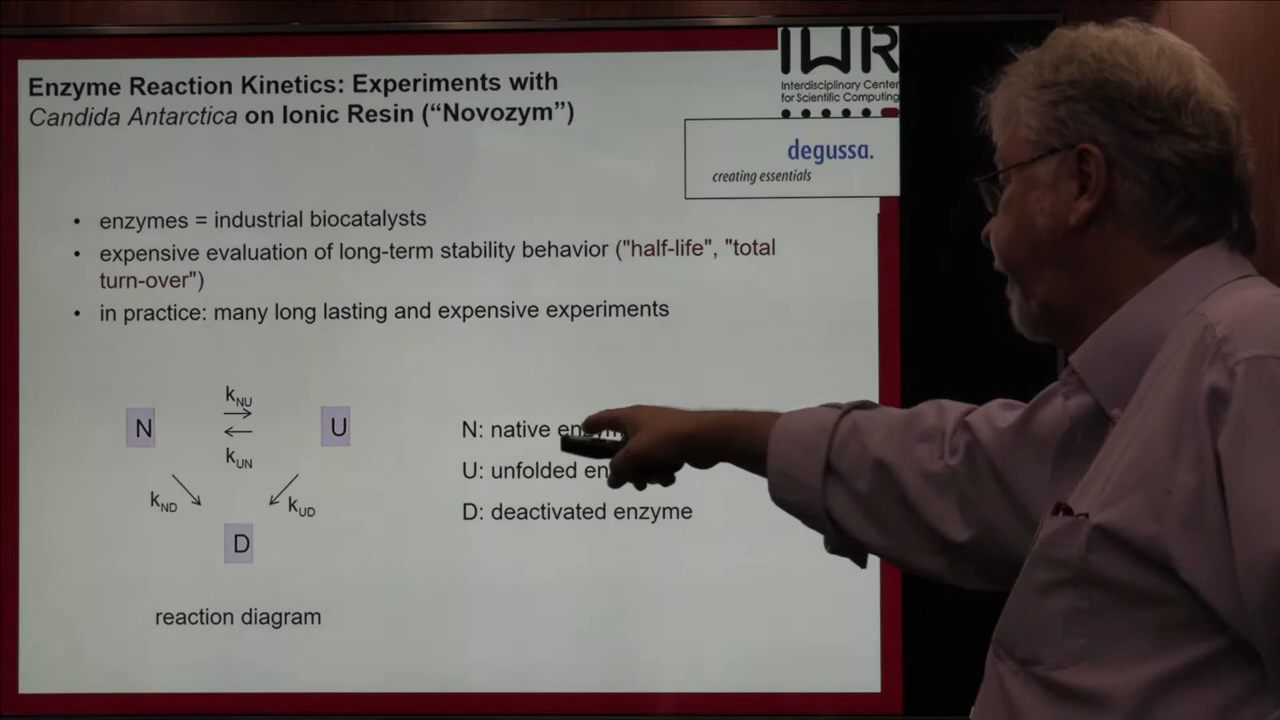 IWR
Interdisciplinary Center
for Scientific Computing
Enzyme Reaction Kinetics: Experiments with
Candida Antarctica on Ionic Resin (“Novozym”)
degussa.
creating essentials
• enzymes = industrial biocatalysts
• expensive evaluation of long-term stability behavior ("half-life", "total
turn-over")
• in practice: many long lasting and expensive experiments
kNU
N
U
kUN
kND
kUD
D
reaction diagram
N: native
U: unfolded
D: deactivated enzyme